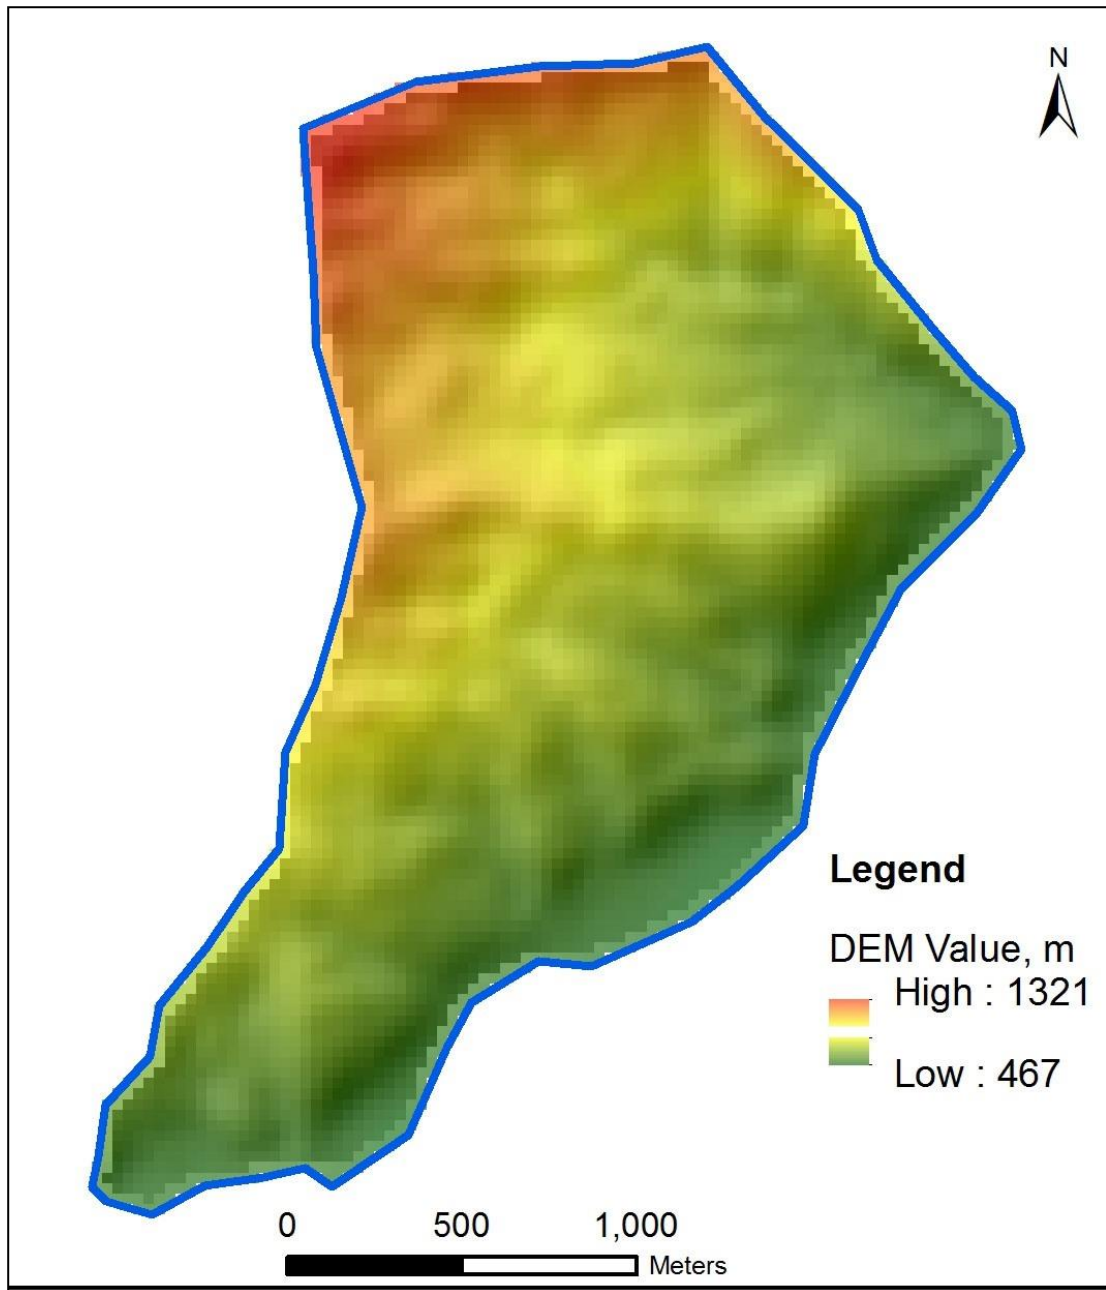 N
Legend
DEM Value, m
High : 1321
Low : 467
0 500 1,000
Meters